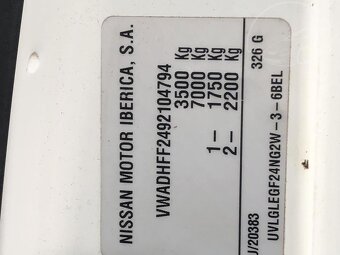 NISSAN MOTOR IBERICA, S.A.
VWADHFF2492104794
3500 Kg
7000 Kg
1– 1750 Kg
2– 2200 Kg
J/20383 326 G
UVLGLEGF24NG2W–3–6BEL